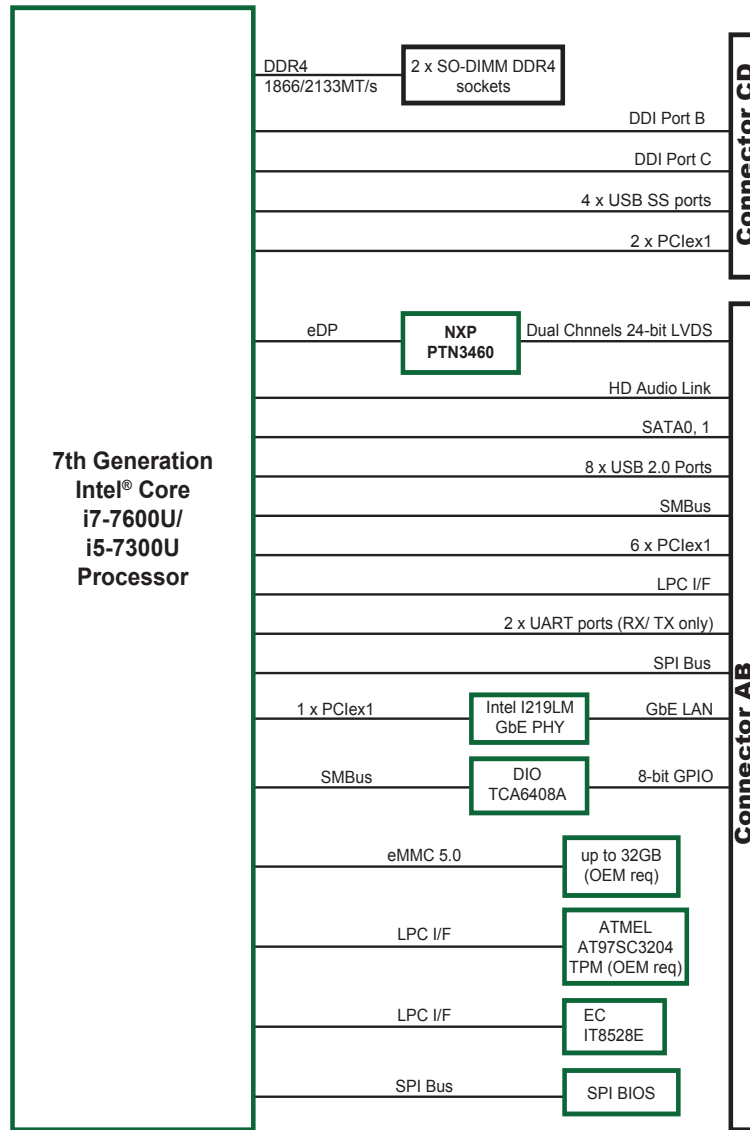 DDR4
1866/2133MT/s
2 x SO-DIMM DDR4
sockets
DDI Port B
DDI Port C
4 x USB SS ports
2 x PCIex1
Connector CD
eDP
NXP
PTN3460
Dual Chnnels 24-bit LVDS
HD Audio Link
SATA0, 1
8 x USB 2.0 Ports
SMBus
6 x PCIex1
LPC I/F
2 x UART ports (RX/ TX only)
SPI Bus
7th Generation
Intel® Core
i7-7600U/
i5-7300U
Processor
1 x PCIex1
Intel I219LM
GbE PHY
GbE LAN
SMBus
DIO
TCA6408A
8-bit GPIO
Connector AB
eMMC 5.0
up to 32GB
(OEM req)
LPC I/F
ATMEL
AT97SC3204
TPM (OEM req)
LPC I/F
EC
IT8528E
SPI Bus
SPI BIOS